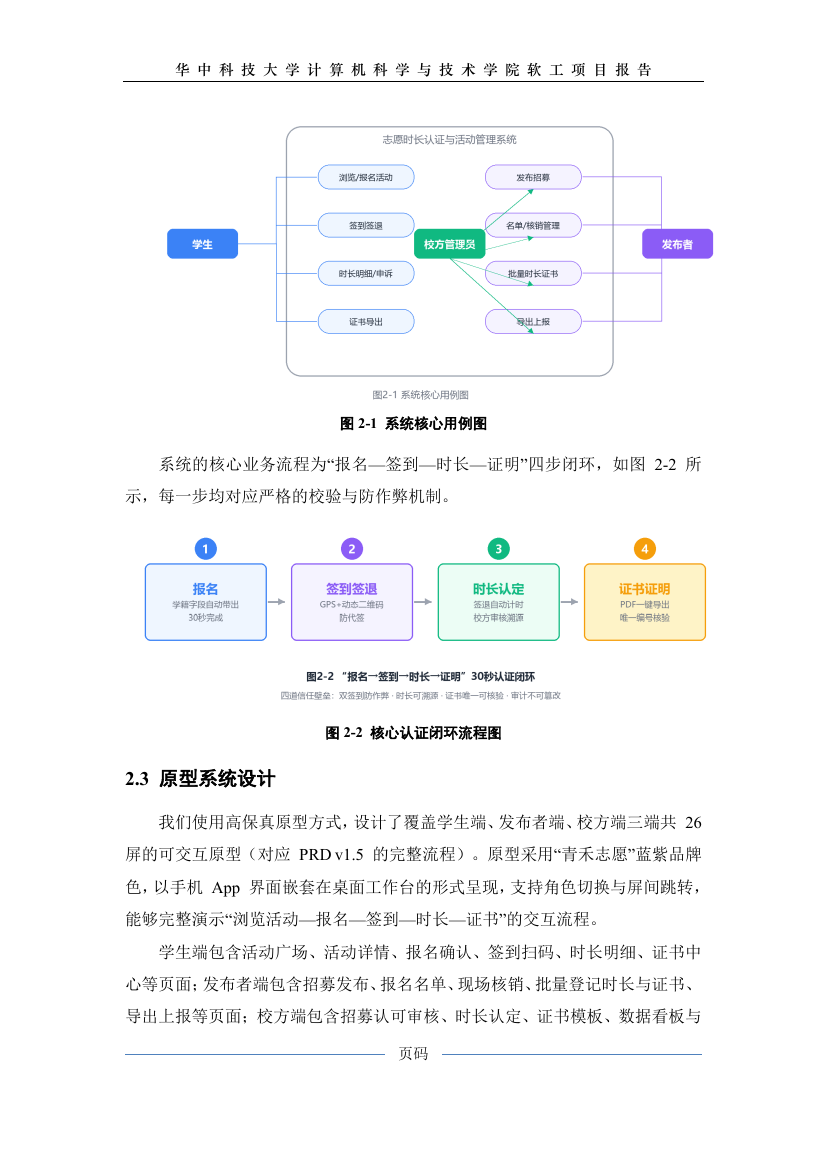 华中科技大学计算机科学与技术学院软工项目报告
志愿时长认证与活动管理系统
浏览/报名活动
发布招募
签到签退
名单/核销管理
学生
校方管理员
发布者
时长明细/申诉
批量时长证书
证书导出
导出上报
图2-1 系统核心用例图
图 2-1 系统核心用例图
系统的核心业务流程为“报名—签到—时长—证明”四步闭环，如图 2-2 所
示，每一步均对应严格的校验与防作弊机制。
1
2
3
4
报名
签到签退
时长认定
证书证明
学籍字段自动带出
GPS+动态二维码
签退自动计时
PDF一键导出
30秒完成
防代签
校方审核溯源
唯一编号核验
图2-2 “报名→签到→时长→证明”30秒认证闭环
四道信任壁垒：双签到防作弊 · 时长可溯源 · 证书唯一可核验 · 审计不可篡改
图 2-2 核心认证闭环流程图
2.3 原型系统设计
我们使用高保真原型方式，设计了覆盖学生端、发布者端、校方端三端共 26
屏的可交互原型（对应 PRD v1.5 的完整流程）。原型采用“青禾志愿”蓝紫品牌
色，以手机 App 界面嵌套在桌面工作台的形式呈现，支持角色切换与屏间跳转，
能够完整演示“浏览活动—报名—签到—时长—证书”的交互流程。
学生端包含活动广场、活动详情、报名确认、签到扫码、时长明细、证书中
心等页面；发布者端包含招募发布、报名名单、现场核销、批量登记时长与证书、
导出上报等页面；校方端包含招募认可审核、时长认定、证书模板、数据看板与
页码